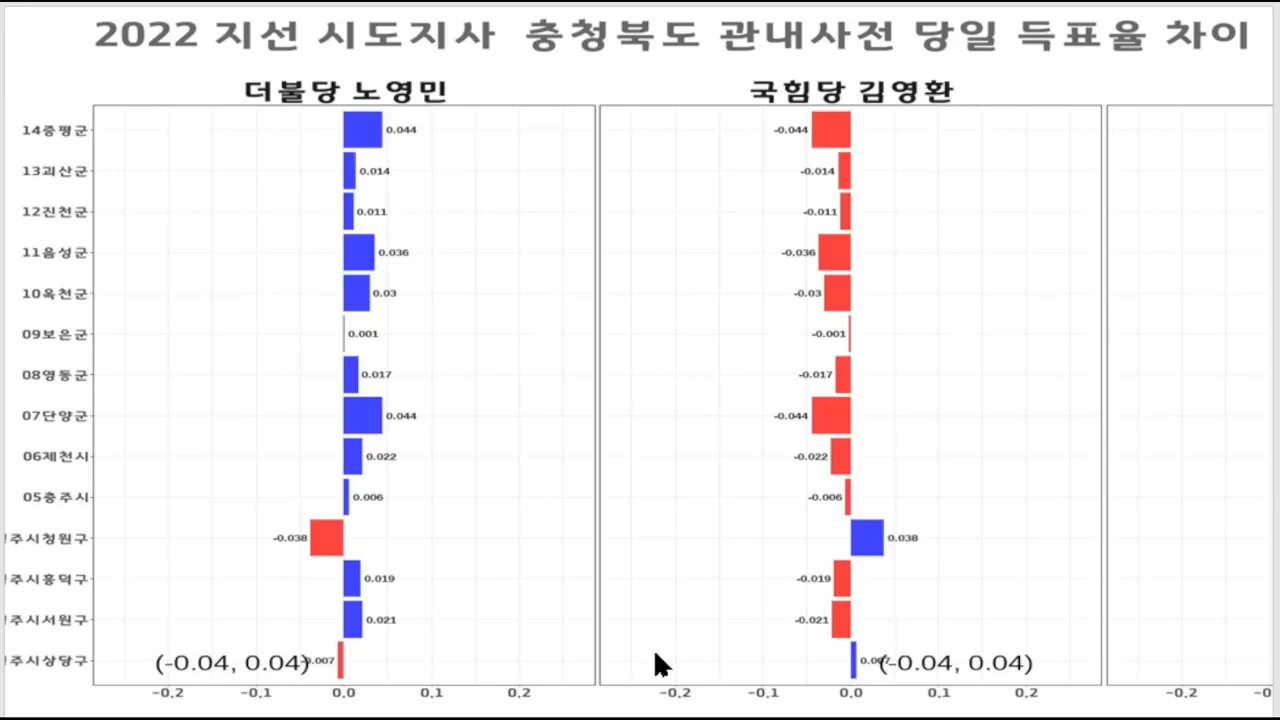 2022 지선 시도지사 충청북도 관내사전 당일 득표율 차이
더불당 노영민 국힘당 김영환
14증평군 0.044 -0.044
13괴산군 0.014 -0.014
12진천군 0.011 -0.011
11음성군 0.036 -0.036
10옥천군 0.03 -0.03
09보은군 0.001 -0.001
08영동군 0.017 -0.017
07단양군 0.044 -0.044
06제천시 0.022 -0.022
05충주시 0.006 -0.006
주시청원구 -0.038 0.038
주시흥덕구 0.019 -0.019
주시서원구 0.021 -0.021
주시상당구 (-0.04, 0.04) (-0.04, 0.04)
-0.2 -0.1 0.0 0.1 0.2 -0.2 -0.1 0.0 0.1 0.2 -0.2